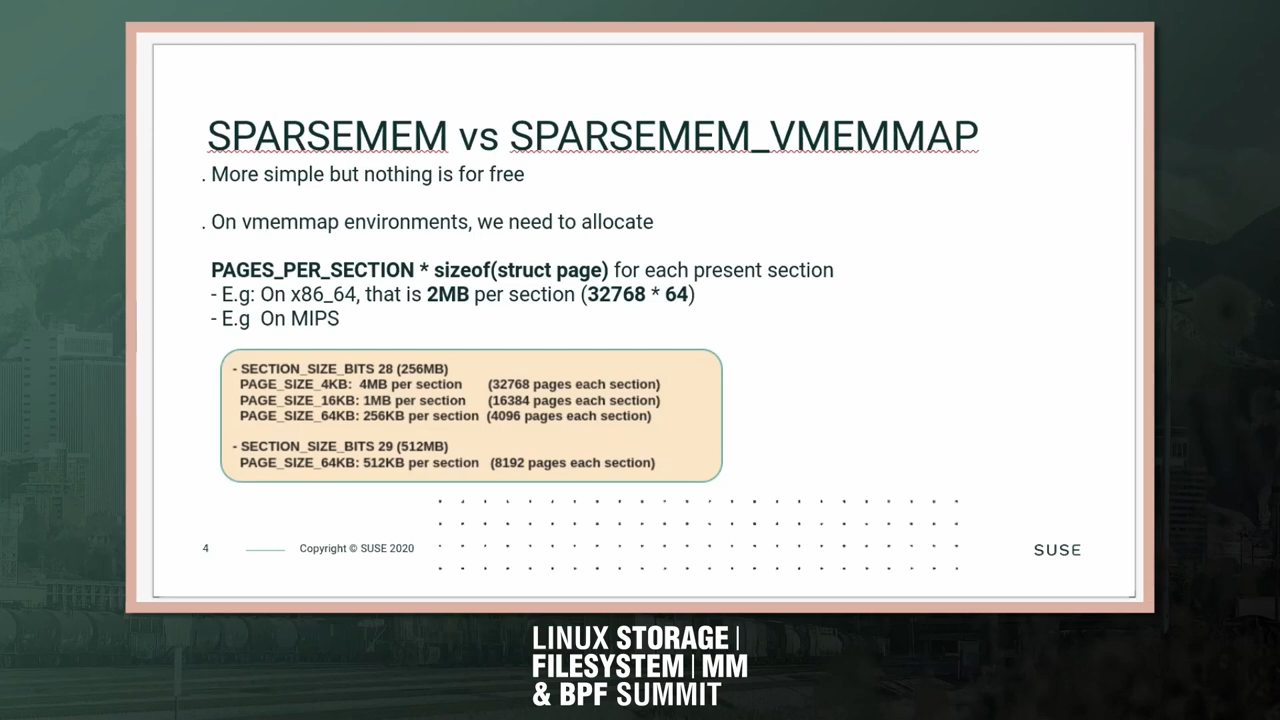 SPARSEMEM vs SPARSEMEM_VMEMMAP
. More simple but nothing is for free
. On vmemmap environments, we need to allocate
PAGES_PER_SECTION * sizeof(struct page) for each present section
- E.g: On x86_64, that is 2MB per section (32768 * 64)
- E.g  On MIPS
- SECTION_SIZE_BITS 28 (256MB)
PAGE_SIZE_4KB:  4MB per section (32768 pages each section)
PAGE_SIZE_16KB: 1MB per section (16384 pages each section)
PAGE_SIZE_64KB: 256KB per section (4096 pages each section)
- SECTION_SIZE_BITS 29 (512MB)
PAGE_SIZE_64KB: 512KB per section (8192 pages each section)
4 Copyright © SUSE 2020 SUSE
LINUX STORAGE |
FILESYSTEM | MM
& BPF SUMMIT